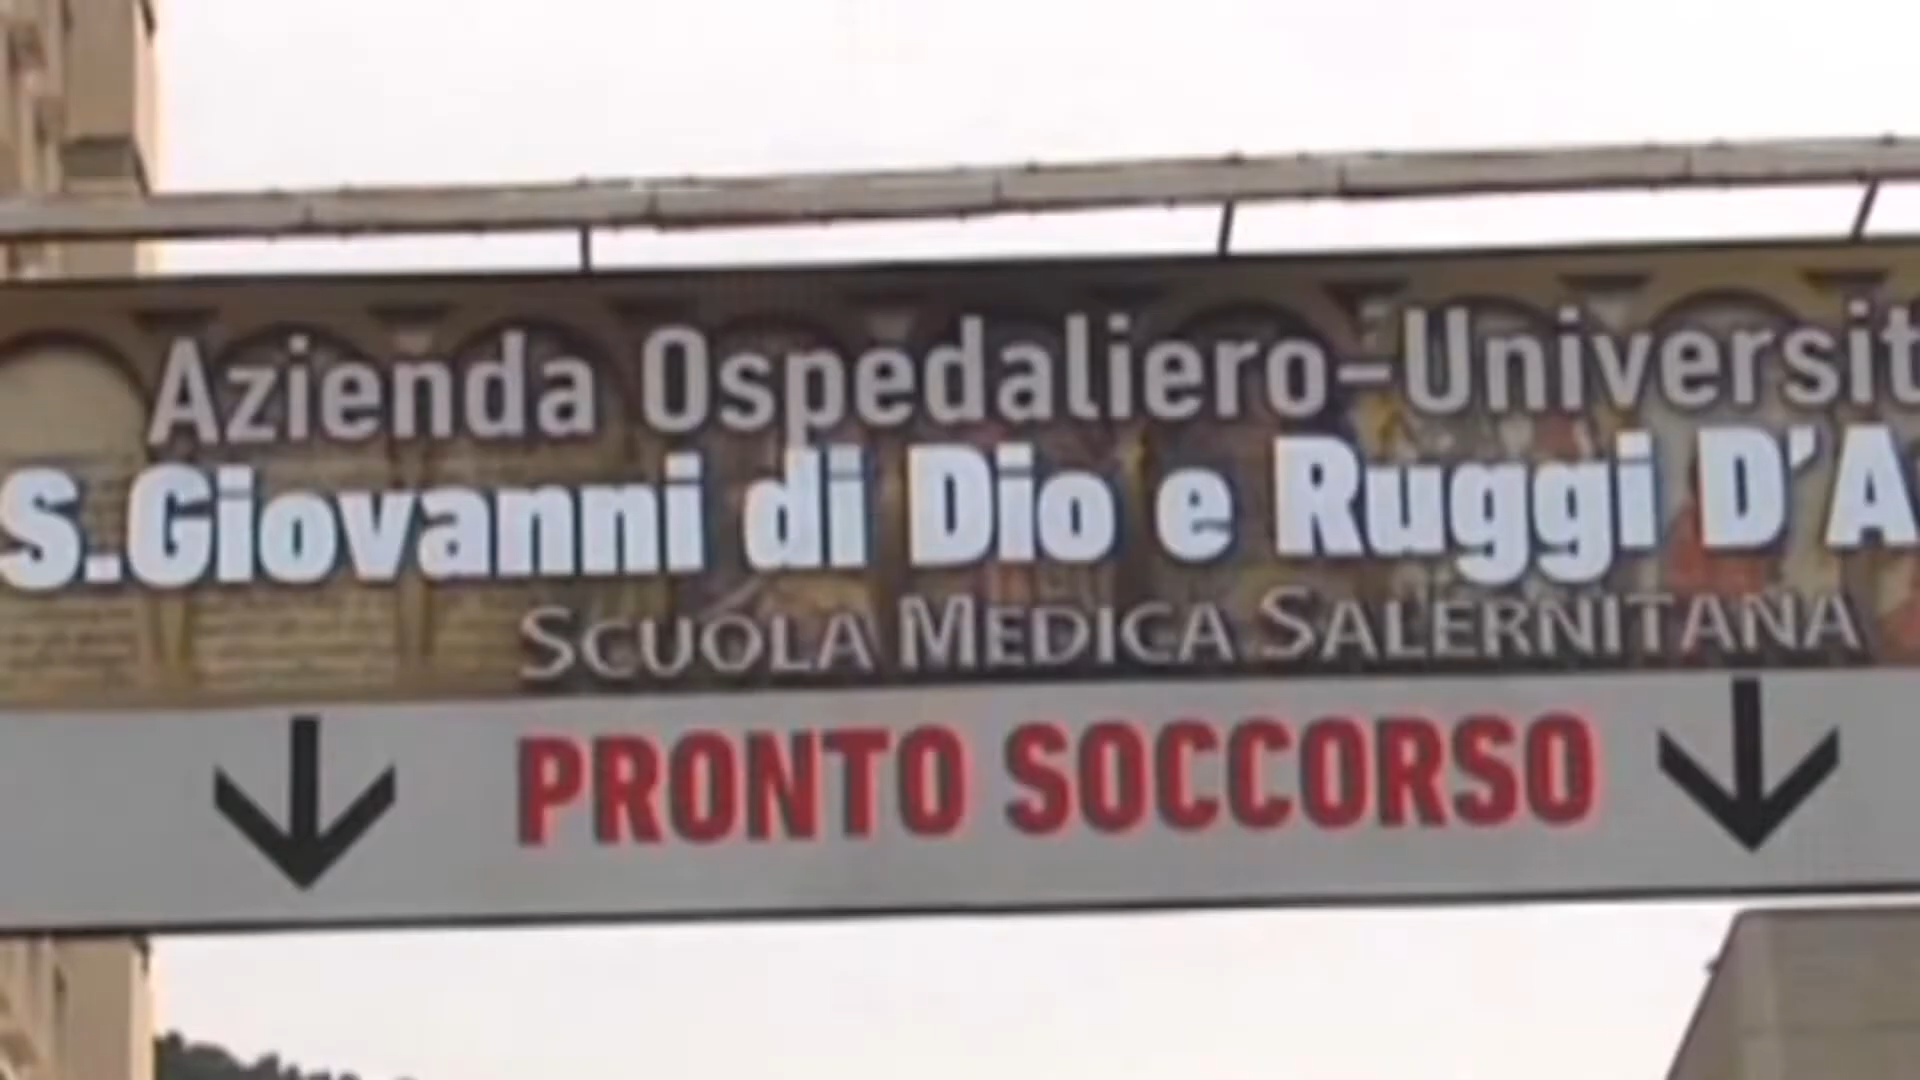 Azienda Ospedaliero-Universit
S.Giovanni di Dio e Ruggi D'A
SCUOLA MEDICA SALERNITANA
PRONTO SOCCORSO